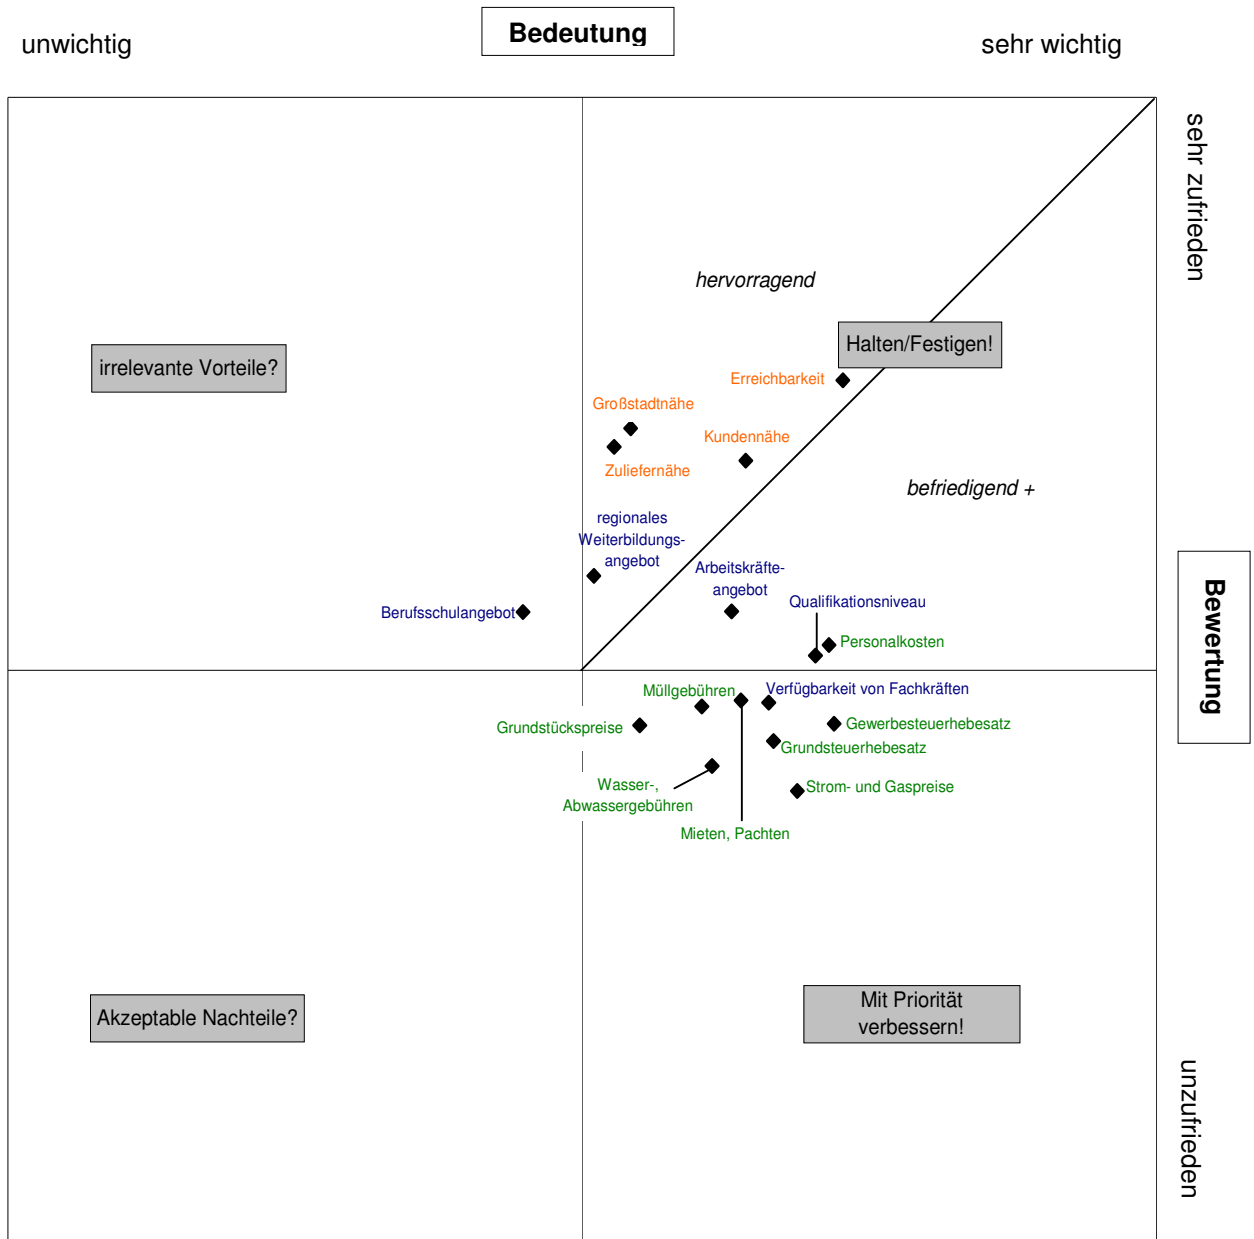 unwichtig
Bedeutung
sehr wichtig
sehr zufrieden
hervorragend
Halten/Festigen!
irrelevante Vorteile?
Erreichbarkeit
Großstadtnähe
Kundennähe
Zuliefernähe
befriedigend +
regionales
Weiterbildungs-
angebot
Arbeitskräfte-
angebot
Qualifikationsniveau
Berufsschulangebot
Personalkosten
Bewertung
Müllgebühren
Verfügbarkeit von Fachkräften
Grundstückspreise
Gewerbesteuerhebesatz
Grundsteuerhebesatz
Wasser-,
Abwassergebühren
Strom- und Gaspreise
Mieten, Pachten
Akzeptable Nachteile?
Mit Priorität
verbessern!
unzufrieden